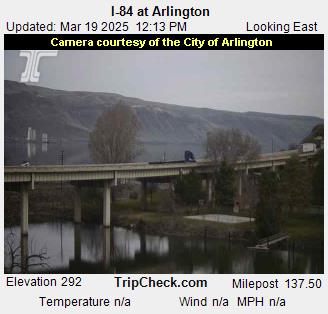 I-84 at Arlington
Updated: Mar 19 2025 12:13 PM Looking East
Camera courtesy of the City of Arlington
Elevation 292 TripCheck.com Milepost 137.50
Temperature n/a Wind n/a MPH n/a